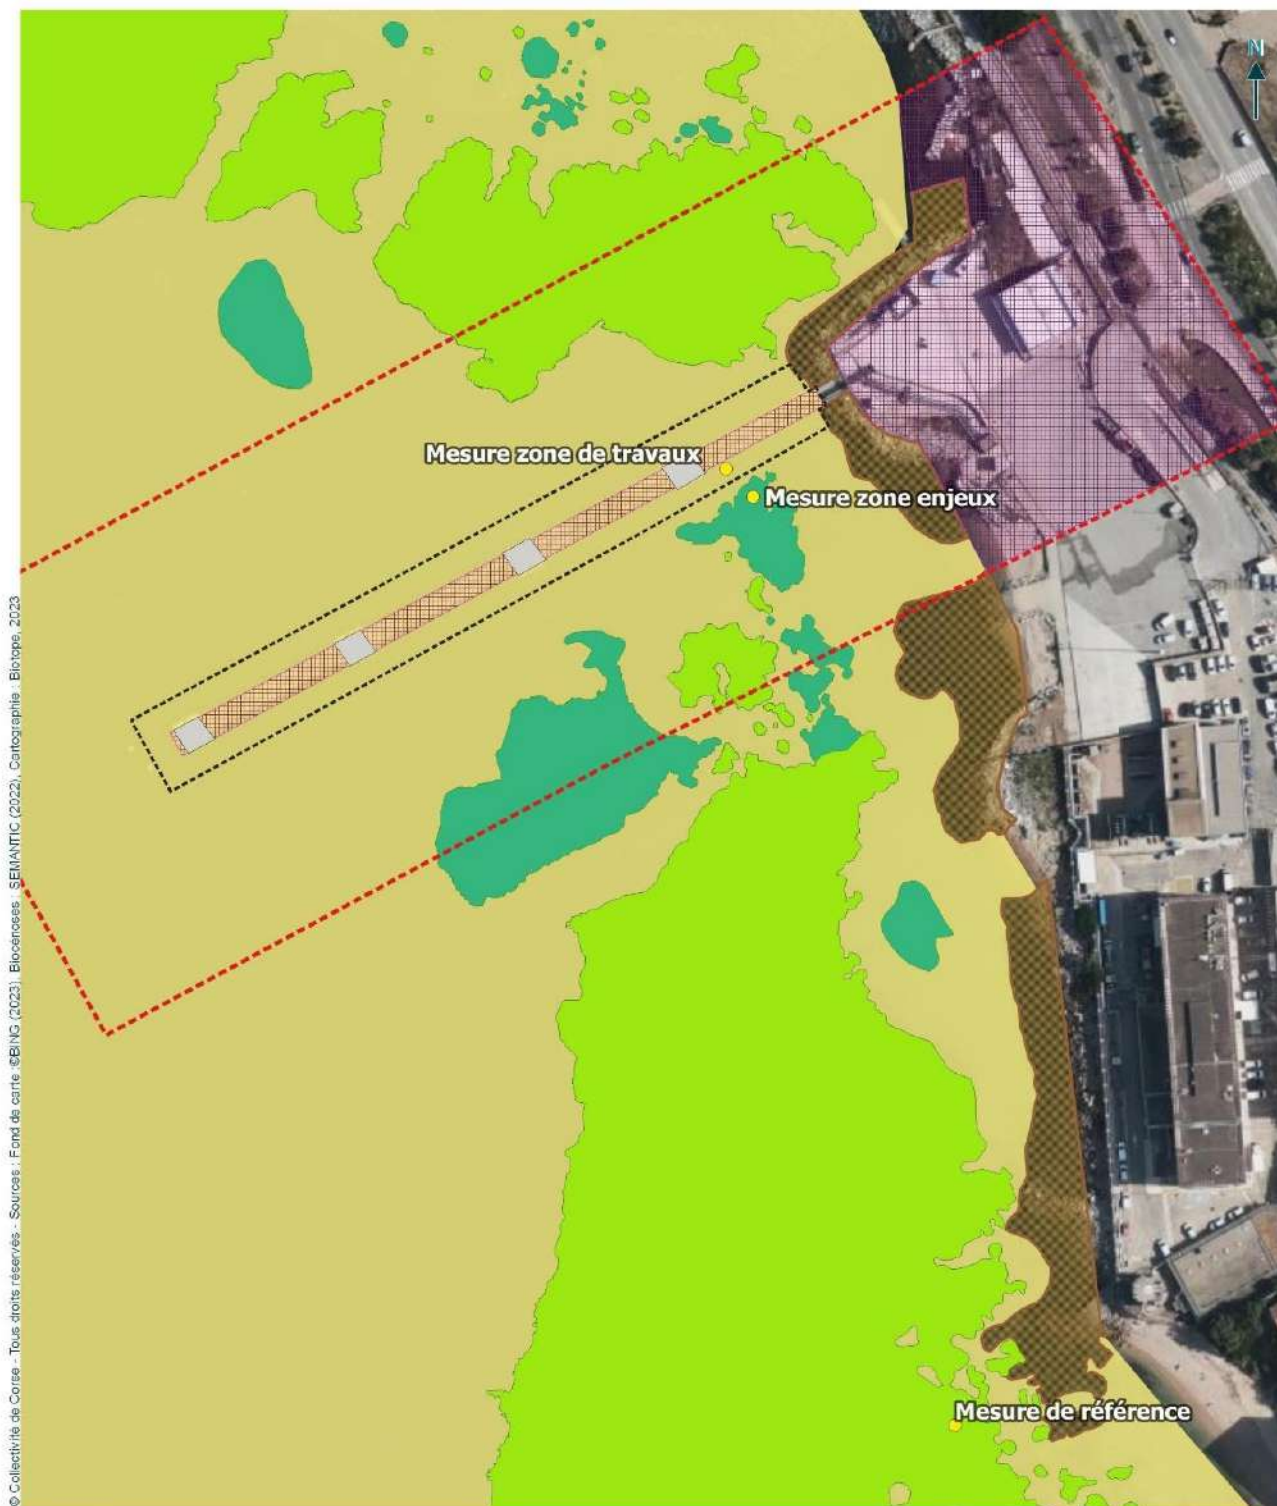 N
Mesure zone de travaux
Mesure zone enjeux
Mesure de référence
© Collectivité de Corse - Tous droits réservés - Sources : Fond de carte ©BING (2023), Biocénoses : SEMANTIC (2022), Cartographie : Biotope, 2023